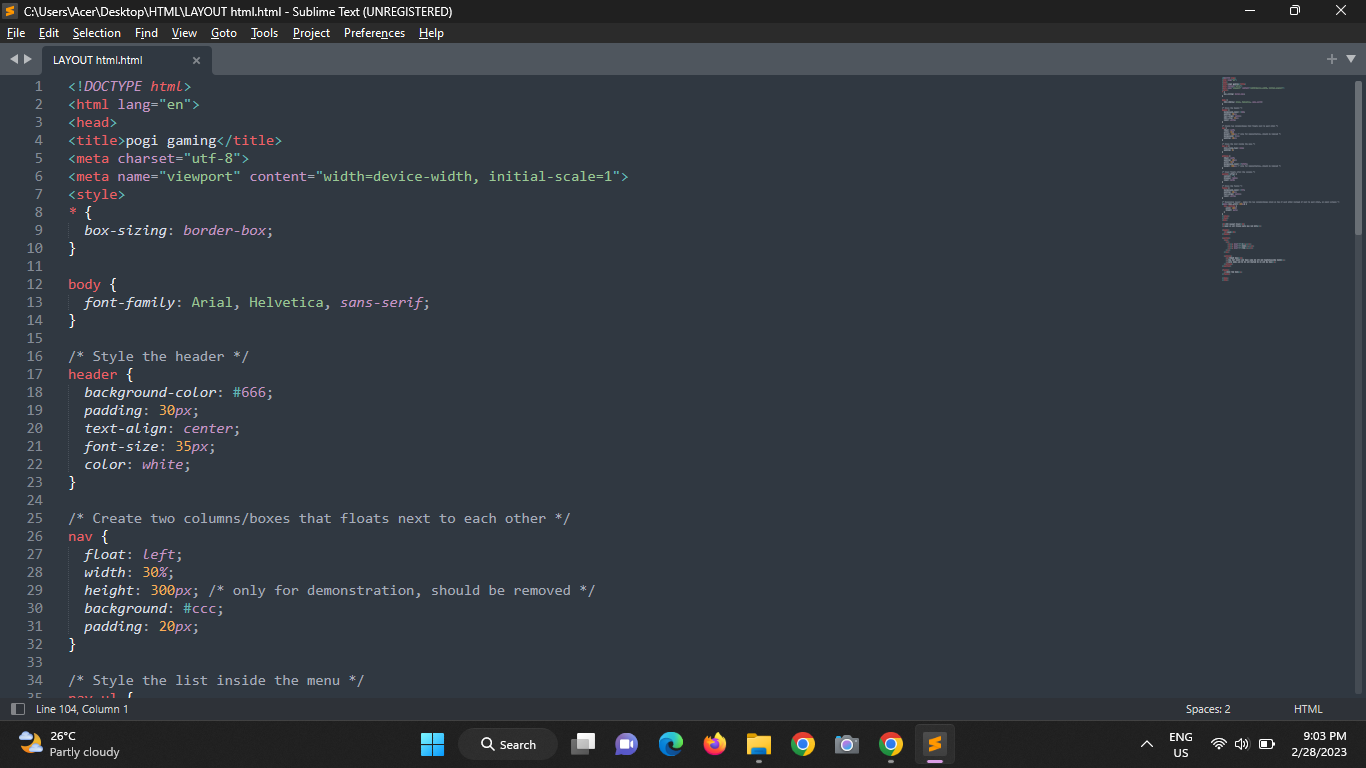 C:\Users\Acer\Desktop\HTML\LAYOUT html.html - Sublime Text (UNREGISTERED)
File Edit Selection Find View Goto Tools Project Preferences Help
LAYOUT html.html
1 <!DOCTYPE html>
2 <html lang="en">
3 <head>
4 <title>pogi gaming</title>
5 <meta charset="utf-8">
6 <meta name="viewport" content="width=device-width, initial-scale=1">
7 <style>
8 * {
9   box-sizing: border-box;
10 }
11
12 body {
13   font-family: Arial, Helvetica, sans-serif;
14 }
15
16 /* Style the header */
17 header {
18   background-color: #666;
19   padding: 30px;
20   text-align: center;
21   font-size: 35px;
22   color: white;
23 }
24
25 /* Create two columns/boxes that floats next to each other */
26 nav {
27   float: left;
28   width: 30%;
29   height: 300px; /* only for demonstration, should be removed */
30   background: #ccc;
31   padding: 20px;
32 }
33
34 /* Style the list inside the menu */
35 nav ul {
Line 104, Column 1
Spaces: 2
HTML
26°C
Partly cloudy
Search
ENG
US
9:03 PM
2/28/2023